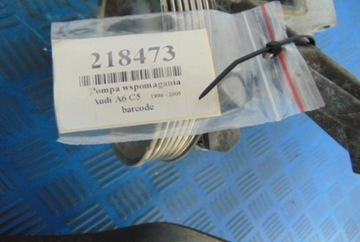 218473
Pompa wspomagania
Audi A6 C5 1998 - 2005
barcode